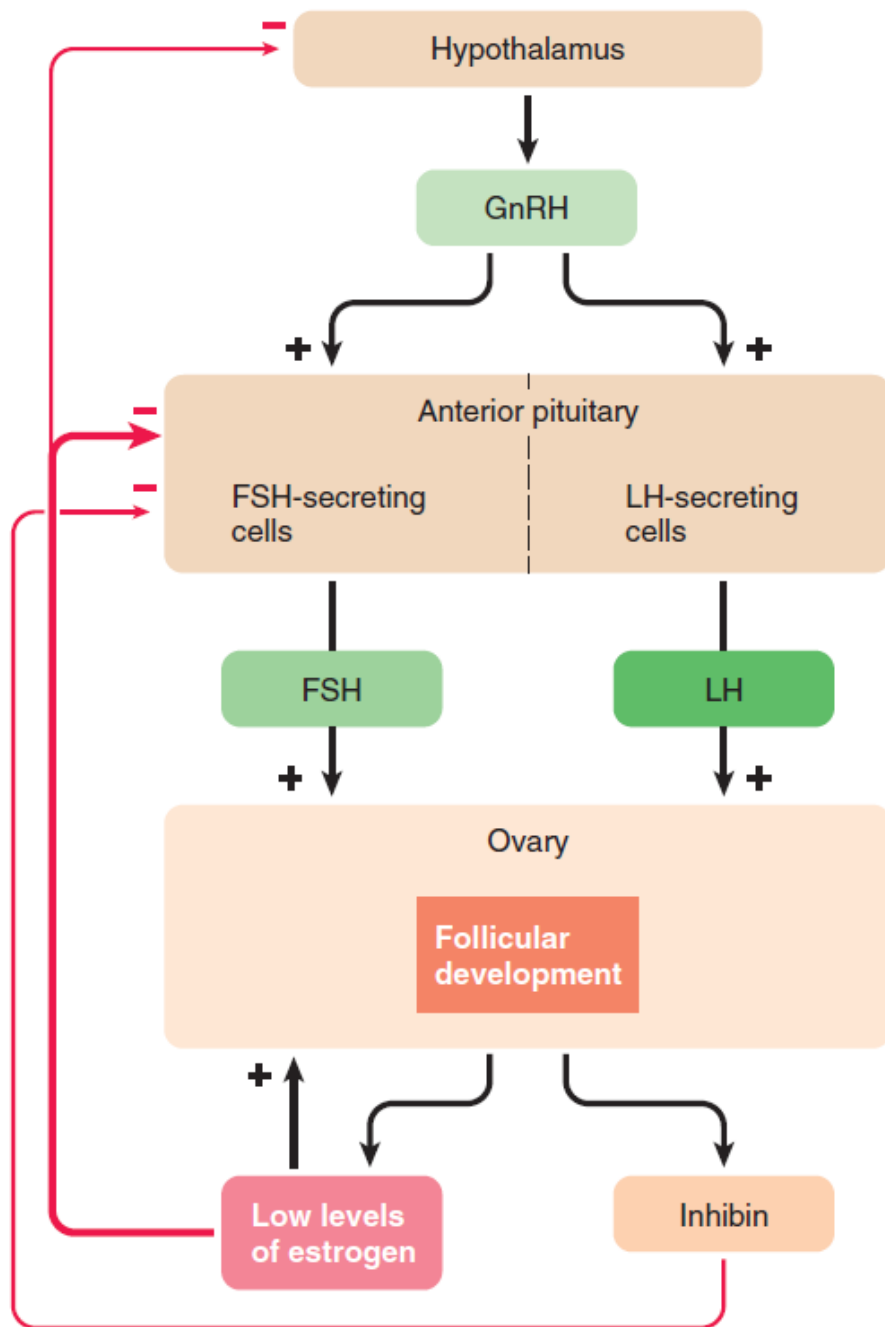 −
Hypothalamus
GnRH
+
+
−
Anterior pituitary
−
FSH-secreting
cells
LH-secreting
cells
FSH
LH
+
+
Ovary
Follicular
development
+
Low levels
of estrogen
Inhibin